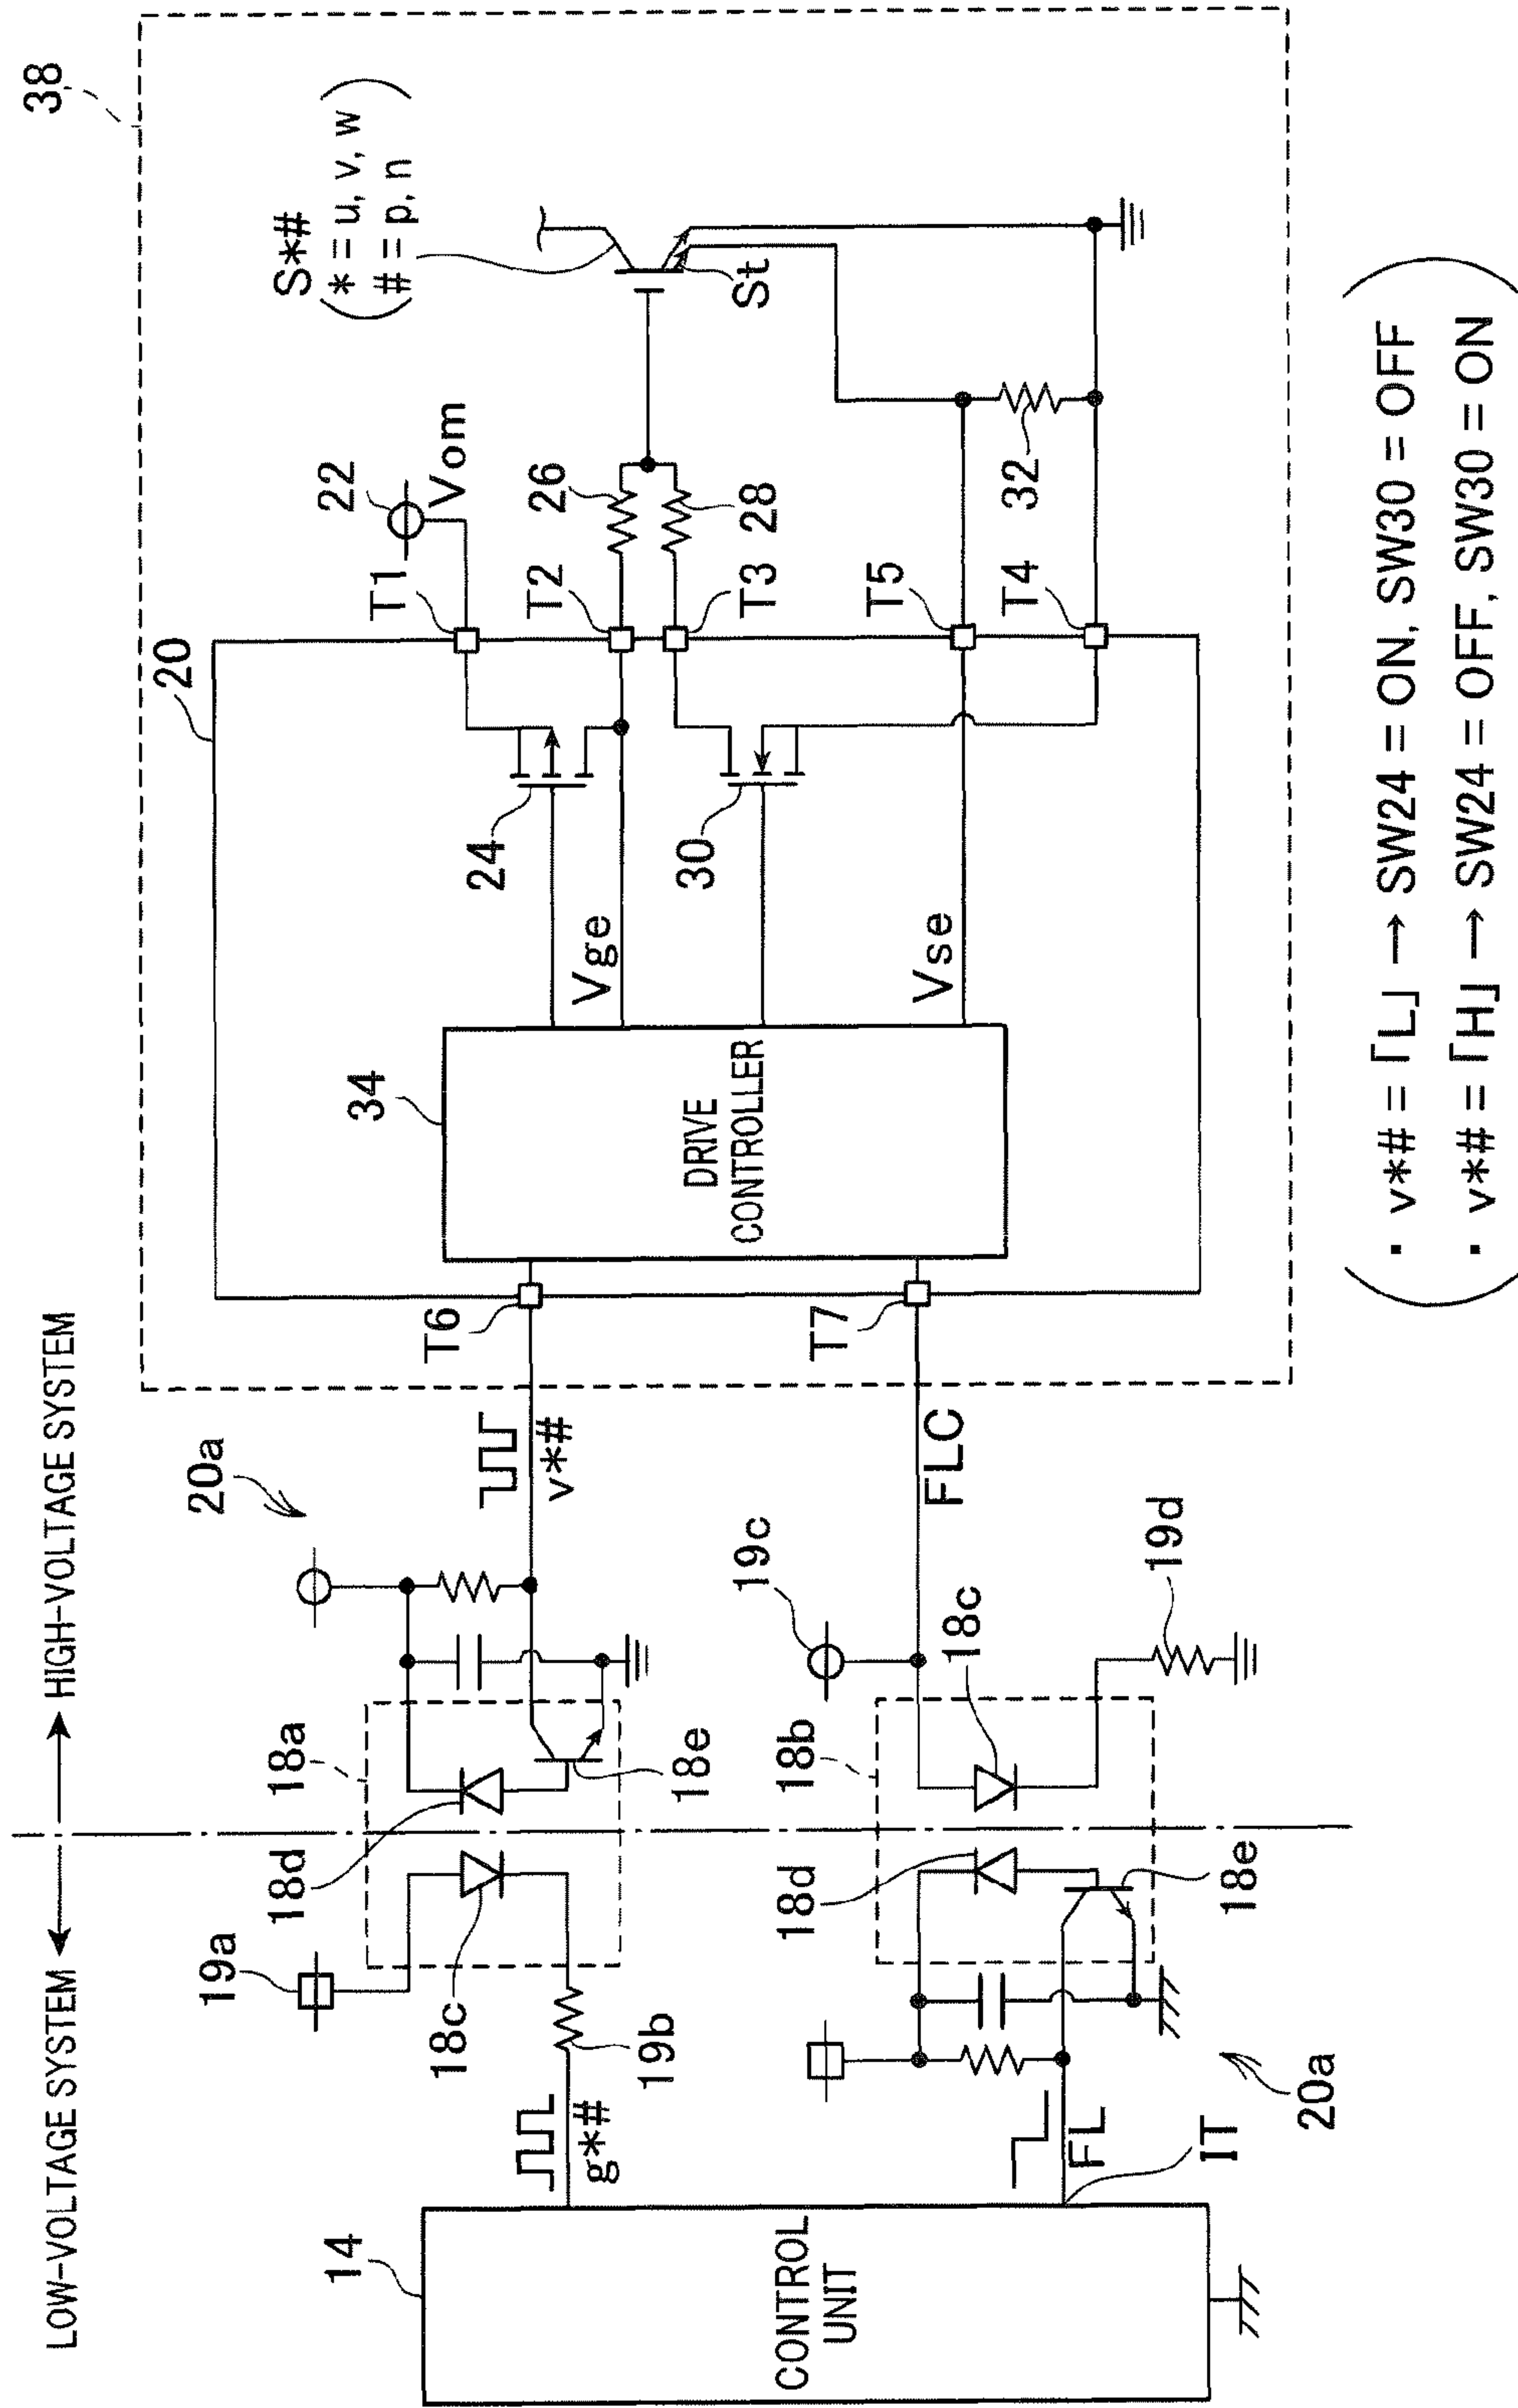 LOW-VOLTAGE SYSTEM
HIGH-VOLTAGE SYSTEM
38
20a
20
S*#
(* = u, v, w
# = p, n)
19a
18a
22
Vom
T1
18d
34
14
T6
T2
26
24
18c
g*#
19b
18e
v*#
Vge
St
CONTROL
UNIT
DRIVE
CONTROLLER
30
T3
28
19c
18b
T7
T5
18d
18c
FLC
Vse
32
FL
T4
IT
18e
19d
20a
· v*# = 「L」 → SW24 = ON, SW30 = OFF
· v*# = 「H」 → SW24 = OFF, SW30 = ON